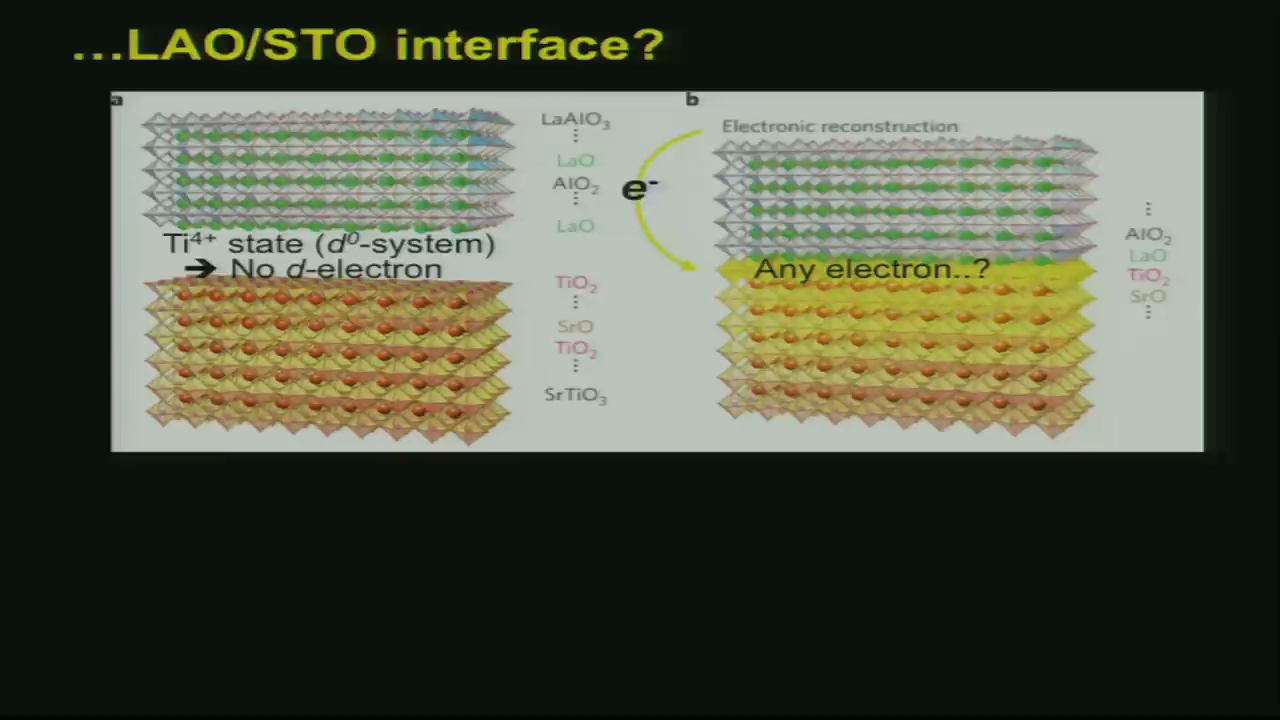 ...LAO/STO interface?
a
LaAlO₃
⋮
LaO
AlO₂
⋮
LaO
Ti⁴⁺ state (d⁰-system)
➔ No d-electron
TiO₂
⋮
SrO
TiO₂
⋮
SrTiO₃
b
Electronic reconstruction
e⁻
Any electron..?
⋮
AlO₂
LaO
TiO₂
SrO
⋮